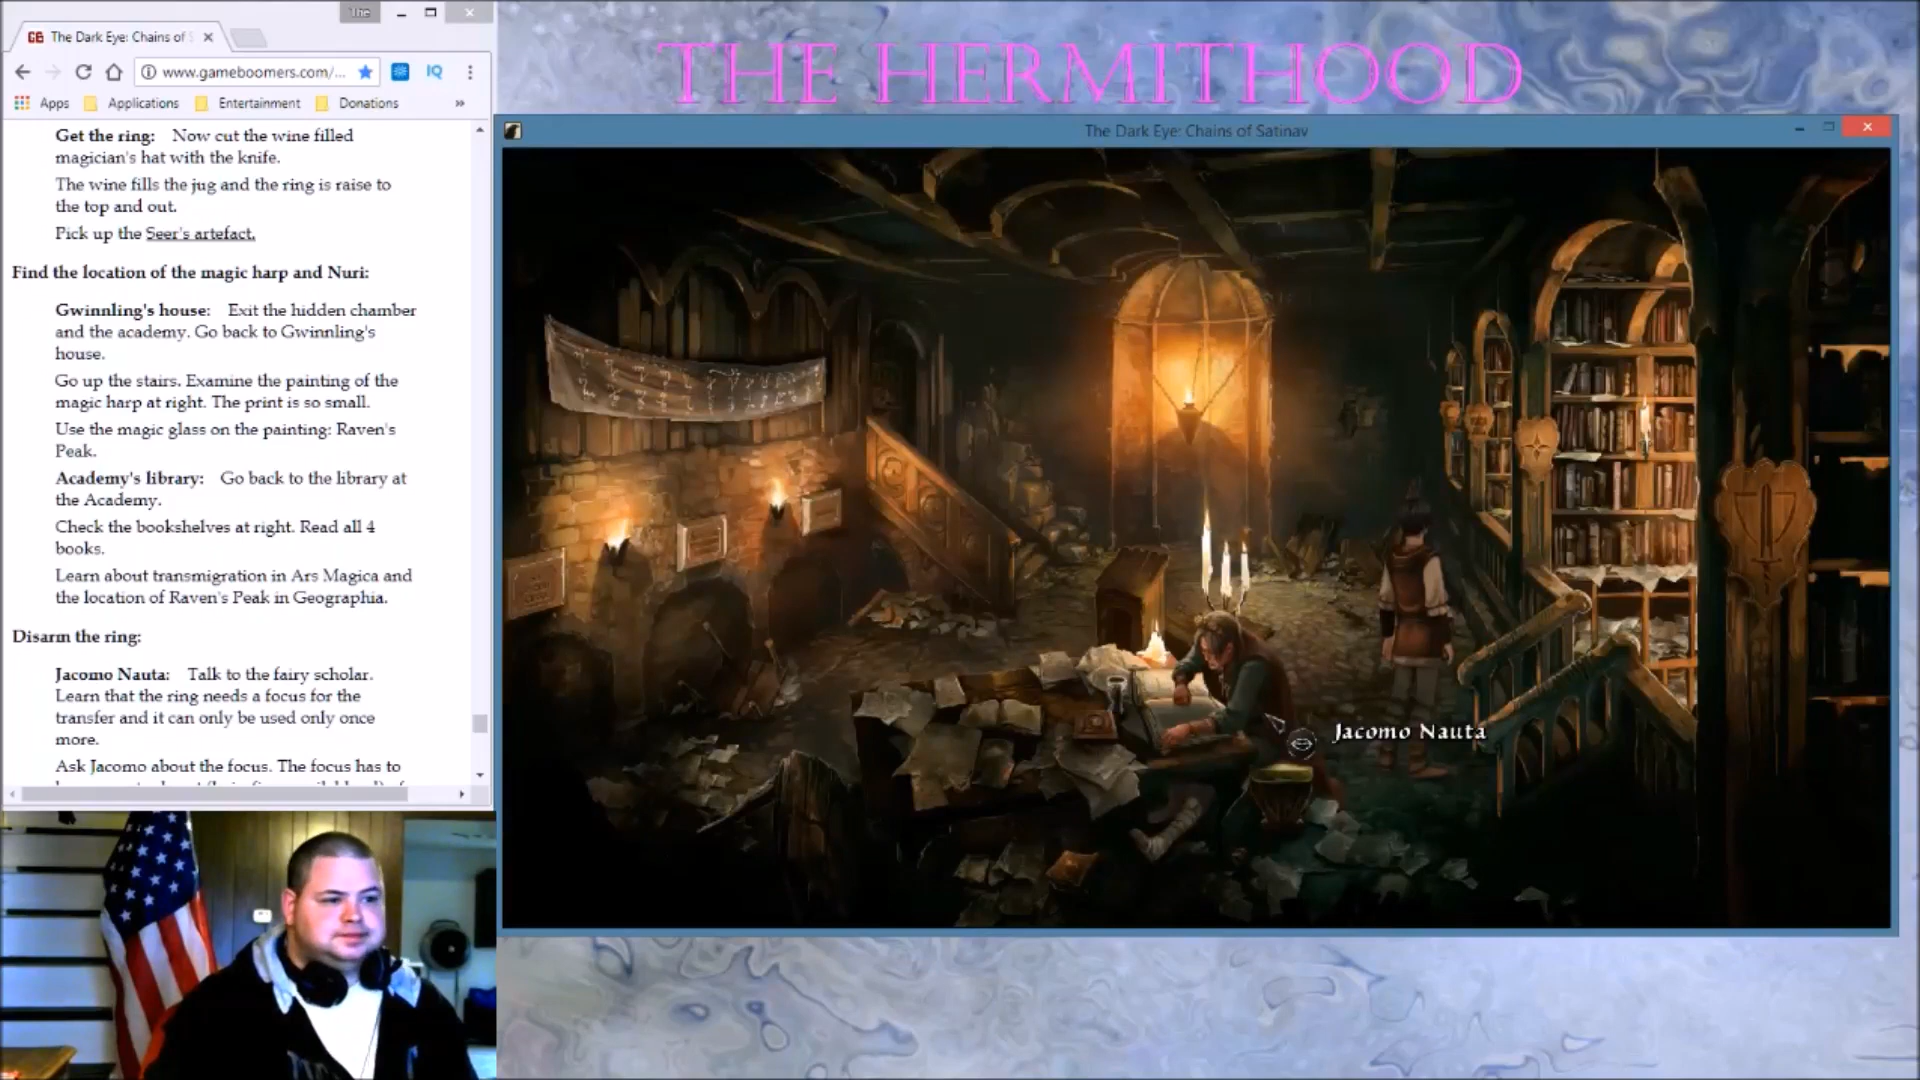 The
The Dark Eye: Chains of S
www.gameboomers.com/...
IQ
Apps
Applications
Entertainment
Donations
»
Get the ring: Now cut the wine filled
magician's hat with the knife.
The wine fills the jug and the ring is raise to
the top and out.
Pick up the Seer's artefact.
Find the location of the magic harp and Nuri:
Gwinnling's house: Exit the hidden chamber
and the academy. Go back to Gwinnling's
house.
Go up the stairs. Examine the painting of the
magic harp at right. The print is so small.
Use the magic glass on the painting: Raven's
Peak.
Academy's library: Go back to the library at
the Academy.
Check the bookshelves at right. Read all 4
books.
Learn about transmigration in Ars Magica and
the location of Raven's Peak in Geographia.
Disarm the ring:
Jacomo Nauta: Talk to the fairy scholar.
Learn that the ring needs a focus for the
transfer and it can only be used only once
more.
Ask Jacomo about the focus. The focus has to
THE HERMITHOOD
The Dark Eye: Chains of Satinav
Jacomo Nauta